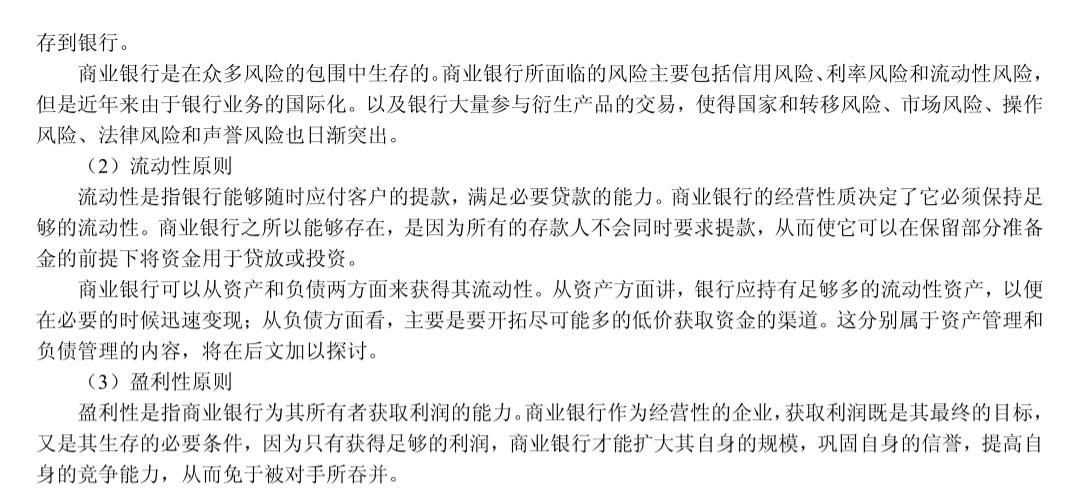 存到银行。
商业银行是在众多风险的包围中生存的。商业银行所面临的风险主要包括信用风险、利率风险和流动性风险，
但是近年来由于银行业务的国际化。以及银行大量参与衍生产品的交易，使得国家和转移风险、市场风险、操作
风险、法律风险和声誉风险也日渐突出。
（2）流动性原则
流动性是指银行能够随时应付客户的提款，满足必要贷款的能力。商业银行的经营性质决定了它必须保持足
够的流动性。商业银行之所以能够存在，是因为所有的存款人不会同时要求提款，从而使它可以在保留部分准备
金的前提下将资金用于贷放或投资。
商业银行可以从资产和负债两方面来获得其流动性。从资产方面讲，银行应持有足够多的流动性资产，以便
在必要的时候迅速变现；从负债方面看，主要是要开拓尽可能多的低价获取资金的渠道。这分别属于资产管理和
负债管理的内容，将在后文加以探讨。
（3）盈利性原则
盈利性是指商业银行为其所有者获取利润的能力。商业银行作为经营性的企业，获取利润既是其最终的目标，
又是其生存的必要条件，因为只有获得足够的利润，商业银行才能扩大其自身的规模，巩固自身的信誉，提高自
身的竞争能力，从而免于被对手所吞并。